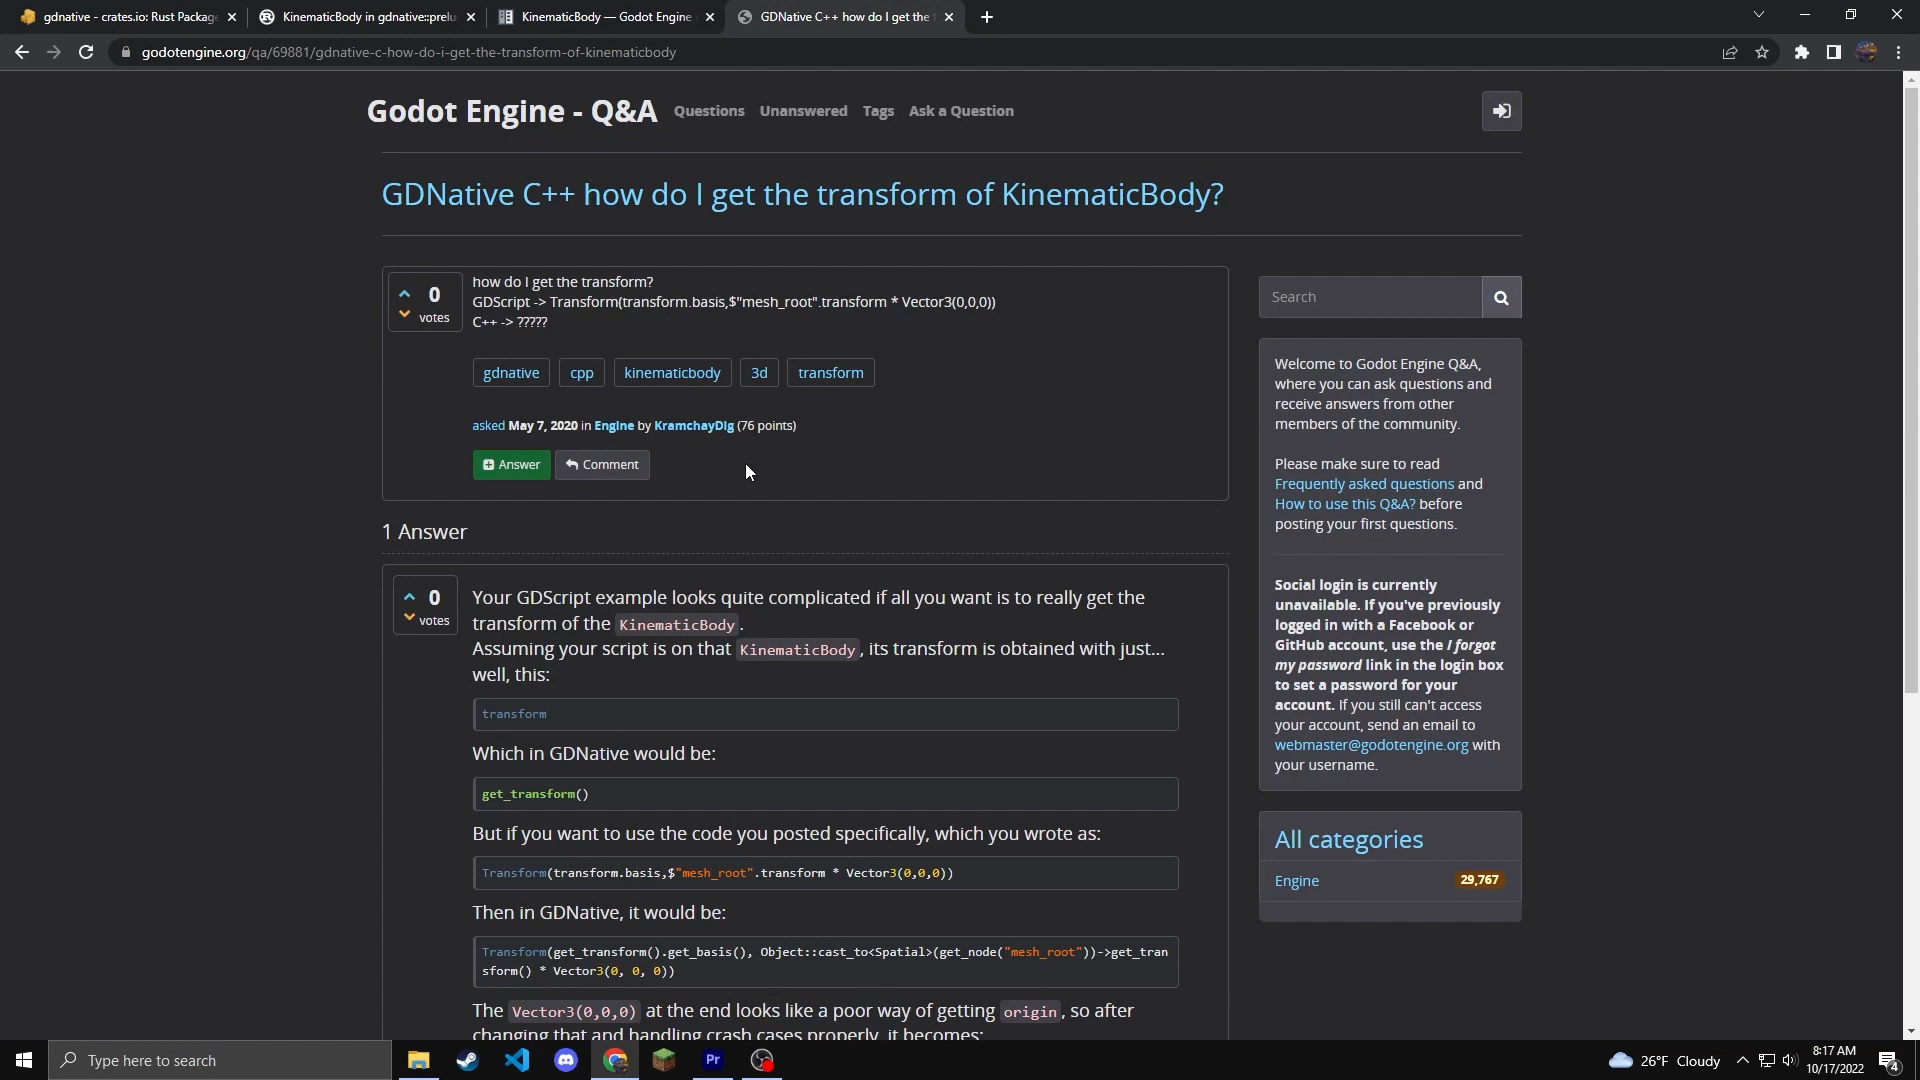 gdnative - crates.io: Rust Packag
KinematicBody in gdnative::prelu
KinematicBody — Godot Engine
GDNative C++ how do I get the t
godotengine.org/qa/69881/gdnative-c-how-do-i-get-the-transform-of-kinematicbody
Godot Engine - Q&A
Questions
Unanswered
Tags
Ask a Question
GDNative C++ how do I get the transform of KinematicBody?
0
votes
how do I get the transform?
GDScript -> Transform(transform.basis,$"mesh_root".transform * Vector3(0,0,0))
C++ -> ?????
gdnative
cpp
kinematicbody
3d
transform
asked May 7, 2020 in Engine by KramchayDlg (76 points)
Answer
Comment
1 Answer
0
votes
Your GDScript example looks quite complicated if all you want is to really get the
transform of the KinematicBody.
Assuming your script is on that KinematicBody, its transform is obtained with just...
well, this:
transform
Which in GDNative would be:
get_transform()
But if you want to use the code you posted specifically, which you wrote as:
Transform(transform.basis,$"mesh_root".transform * Vector3(0,0,0))
Then in GDNative, it would be:
Transform(get_transform().get_basis(), Object::cast_to<Spatial>(get_node("mesh_root"))->get_tran
sform() * Vector3(0, 0, 0))
The Vector3(0,0,0) at the end looks like a poor way of getting origin, so after
changing that and handling crash cases properly, it becomes:
Search
Welcome to Godot Engine Q&A,
where you can ask questions and
receive answers from other
members of the community.
Please make sure to read
Frequently asked questions and
How to use this Q&A? before
posting your first questions.
Social login is currently
unavailable. If you've previously
logged in with a Facebook or
GitHub account, use the I forgot
my password link in the login box
to set a password for your
account. If you still can't access
your account, send an email to
webmaster@godotengine.org with
your username.
All categories
Engine
29,767
Type here to search
Pr
26°F Cloudy
8:17 AM
10/17/2022
4